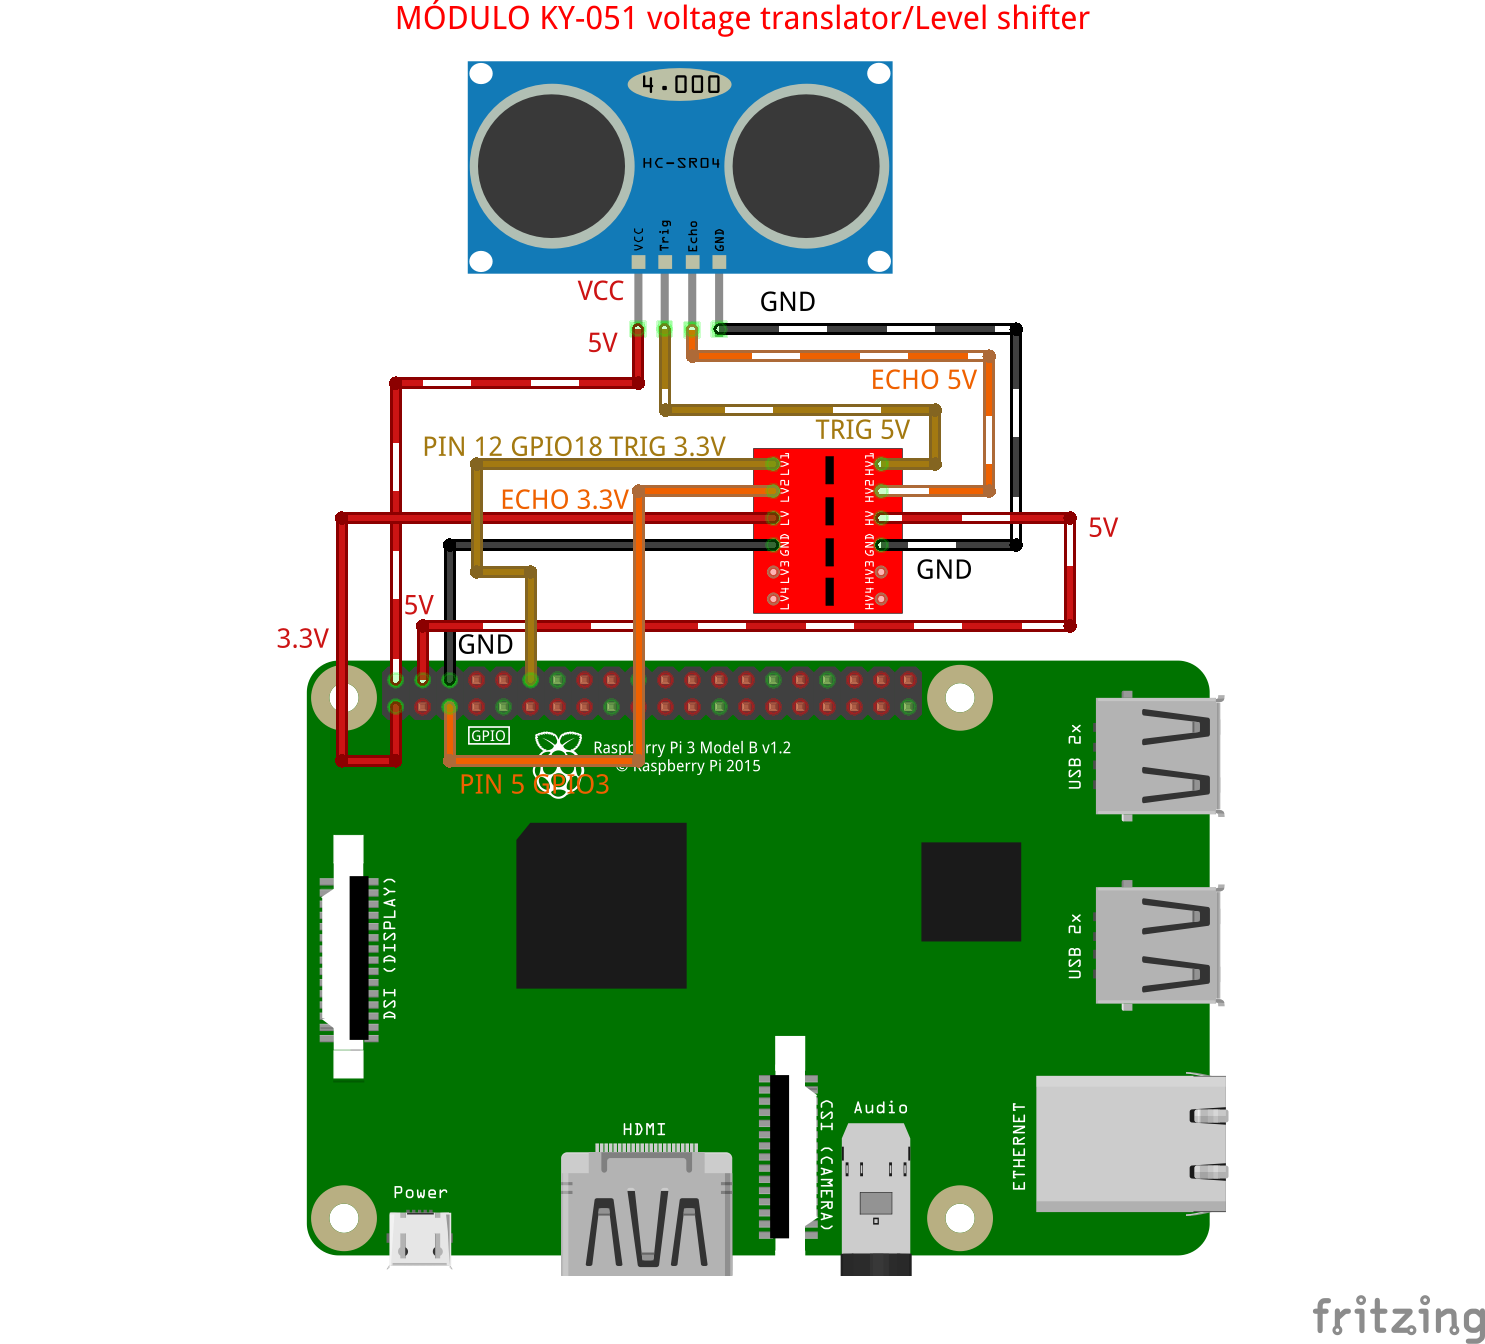 MÓDULO KY-051 voltage translator/Level shifter
4.000
HC-SR04
VCC
Trig
Echo
GND
VCC
GND
5V
ECHO 5V
TRIG 5V
PIN 12 GPIO18 TRIG 3.3V
ECHO 3.3V
LV1
LV2
LV
GND
LV3
LV4
HV1
HV2
HV
GND
HV3
HV4
5V
GND
5V
3.3V
GND
GPIO
Raspberry Pi 3 Model B v1.2
© Raspberry Pi 2015
PIN 5 GPIO3
USB 2x
USB 2x
DSI (DISPLAY)
HDMI
CSI (CAMERA)
Audio
ETHERNET
Power
fritzing